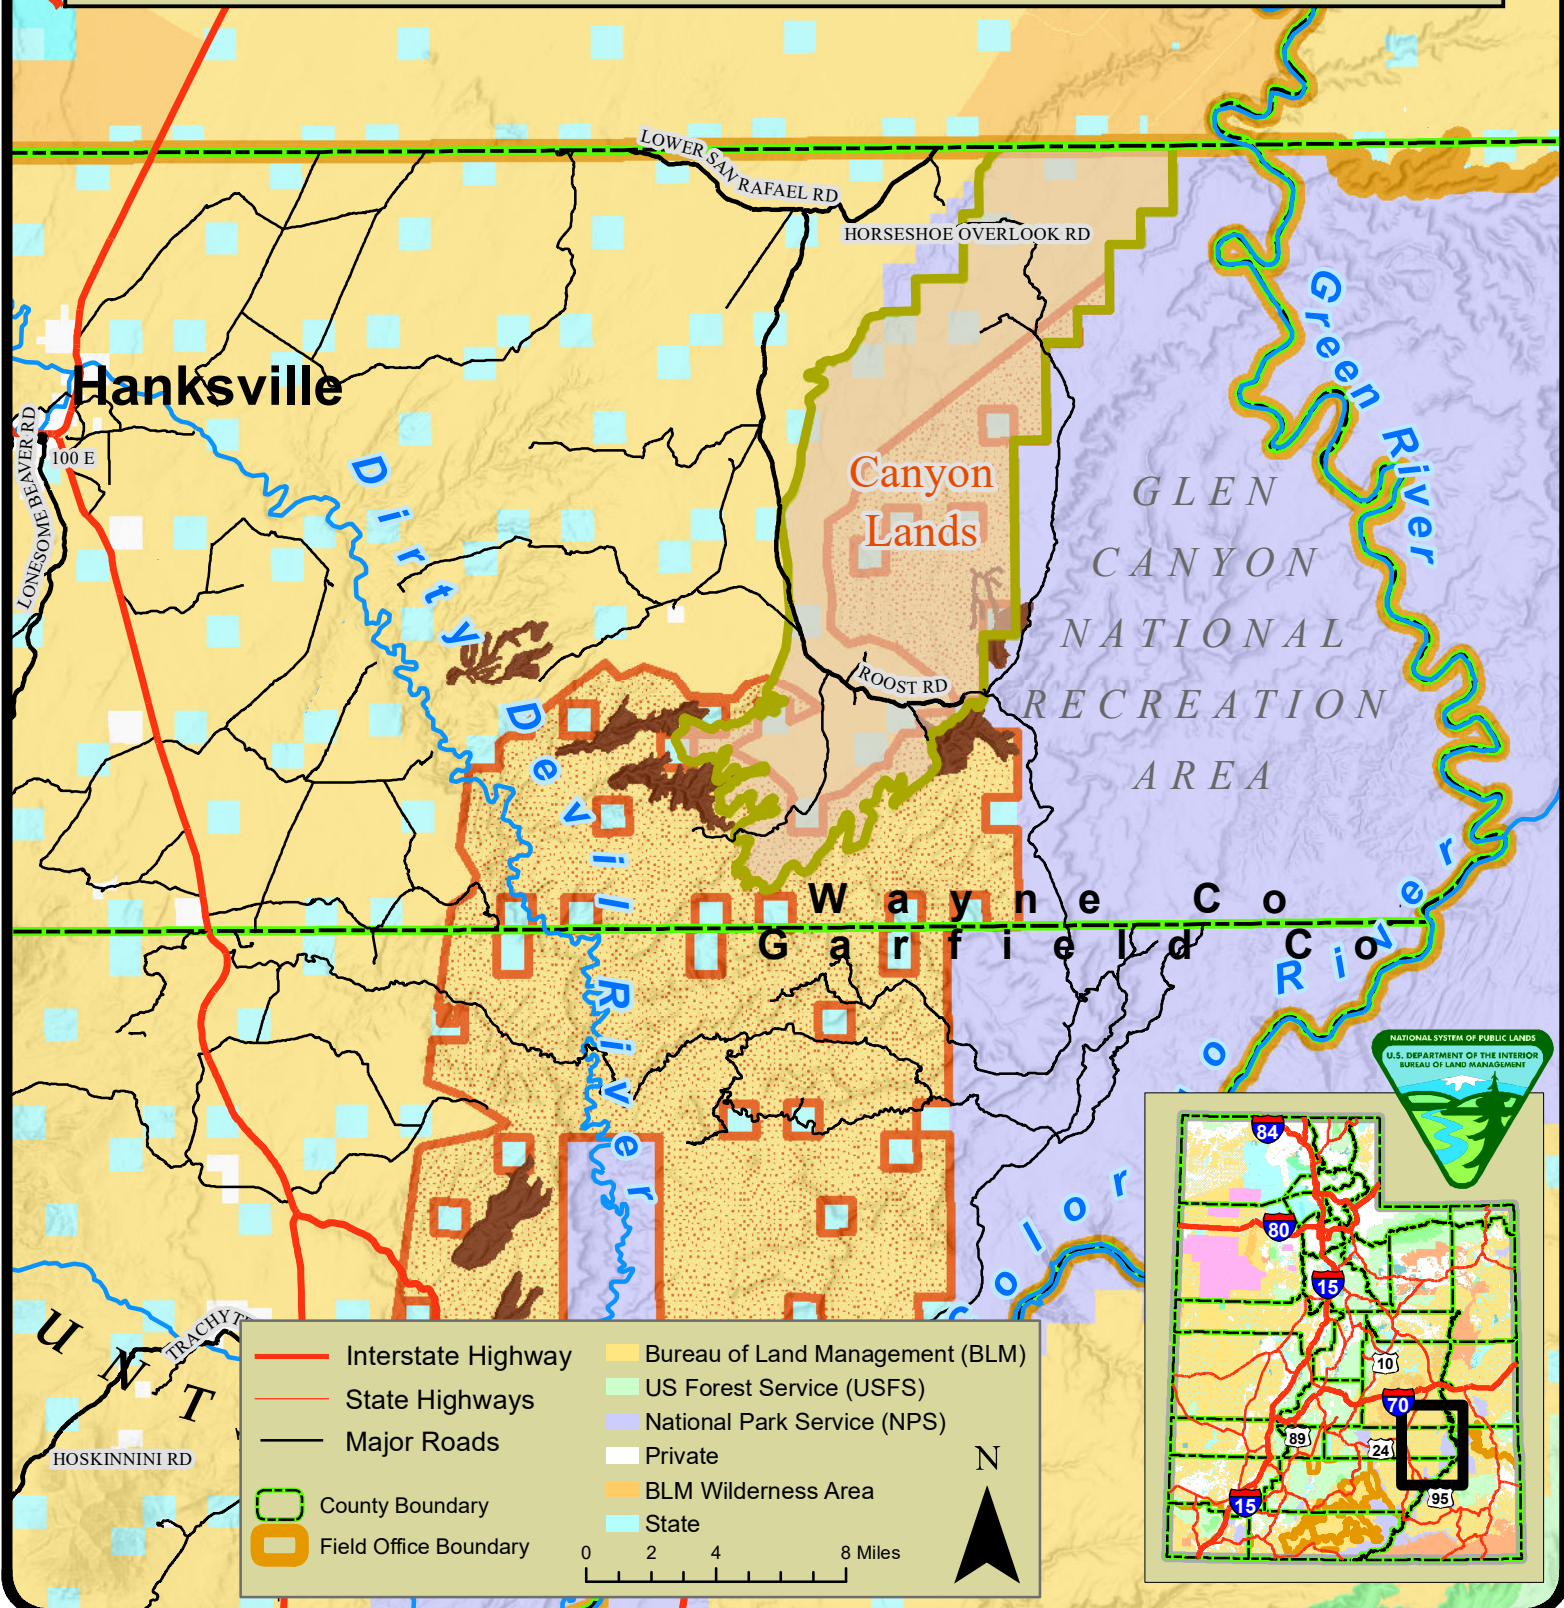 LOWER SAN RAFAEL RD
HORSESHOE OVERLOOK RD
Green River
Hanksville
LONESOME BEAVER RD
100 E
Dirty Devil River
Canyon
Lands
GLEN
CANYON
NATIONAL
RECREATION
AREA
ROOST RD
Wayne Co
Garfield Co
Colorado River
NATIONAL SYSTEM OF PUBLIC LANDS
U.S. DEPARTMENT OF THE INTERIOR
BUREAU OF LAND MANAGEMENT
84
80
15
10
70
89
24
15
95
UNT
TRACHYT
HOSKINNINI RD
Interstate Highway
State Highways
Major Roads
County Boundary
Field Office Boundary
Bureau of Land Management (BLM)
US Forest Service (USFS)
National Park Service (NPS)
Private
BLM Wilderness Area
State
N
0 2 4 8 Miles